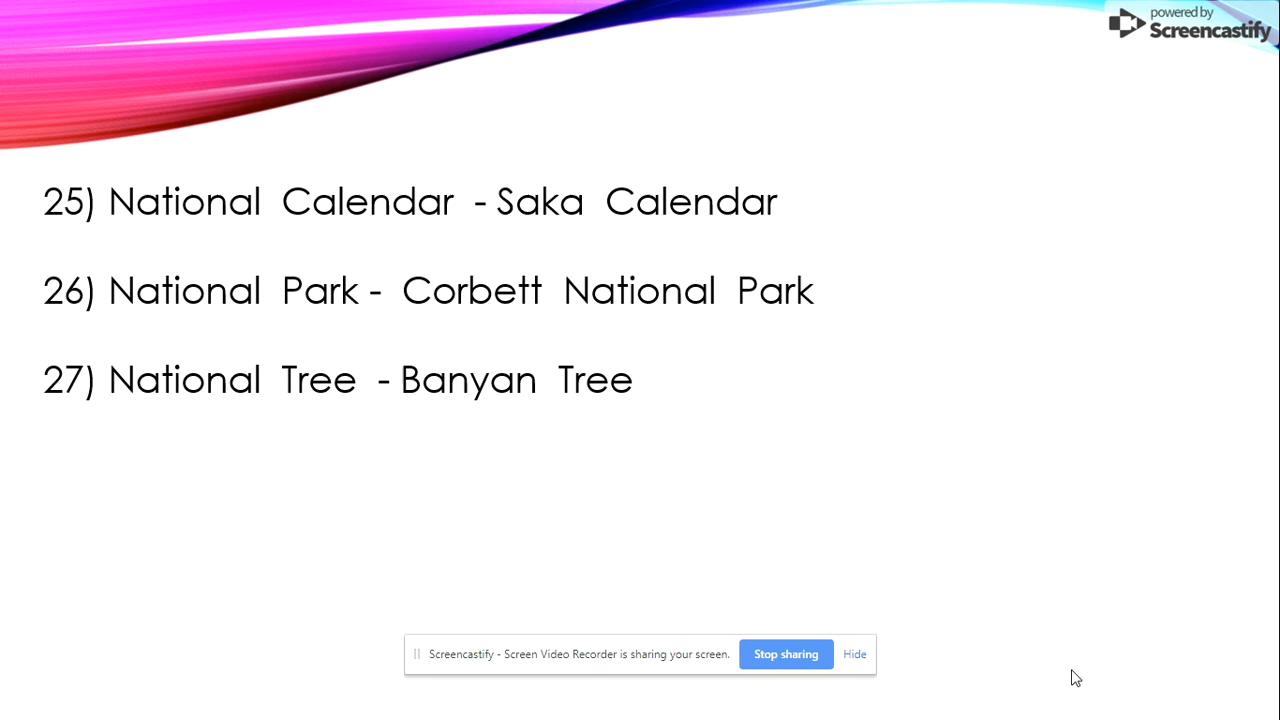 powered by
Screencastify
25) National Calendar - Saka Calendar
26) National Park - Corbett National Park
27) National Tree - Banyan Tree
Screencastify - Screen Video Recorder is sharing your screen. Stop sharing Hide